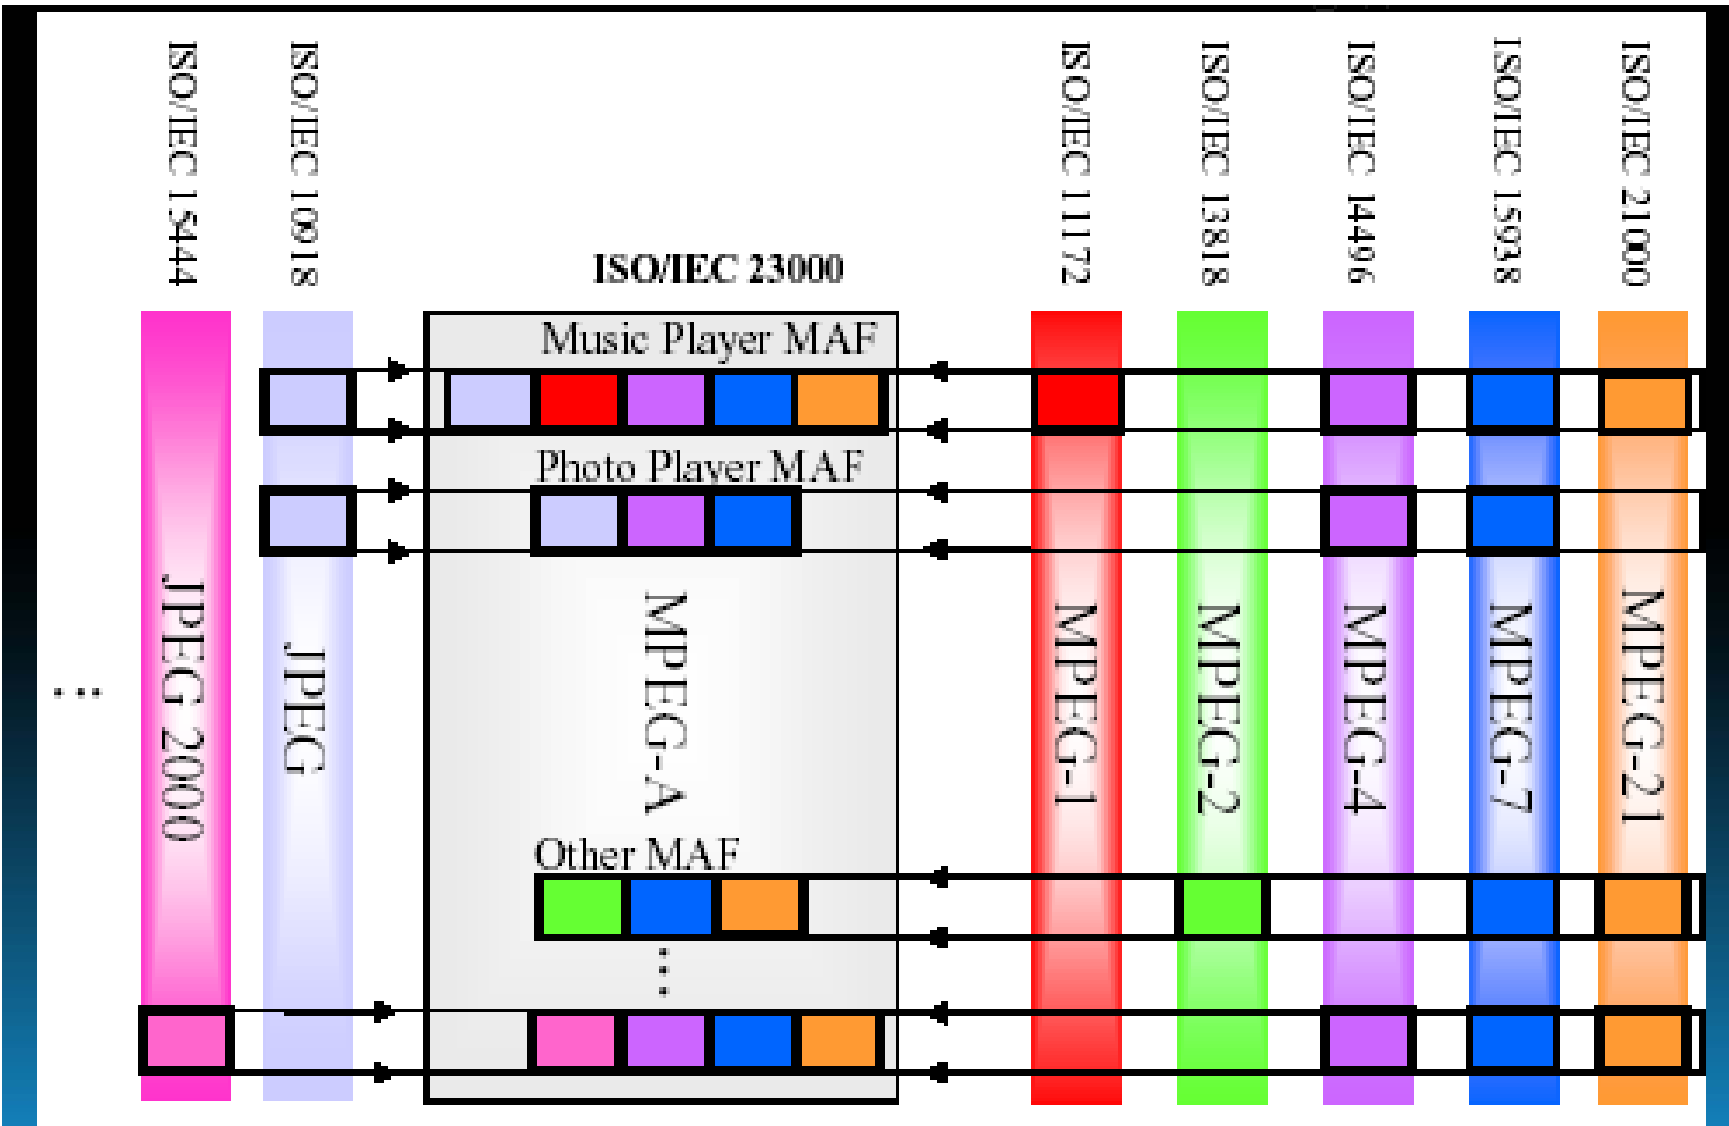 ISO/IEC 15444
ISO/IEC 10918
ISO/IEC 23000
ISO/IEC 11172
ISO/IEC 13818
ISO/IEC 14496
ISO/IEC 15938
ISO/IEC 21000
Music Player MAF
Photo Player MAF
JPEG 2000
JPEG
MPEG-A
MPEG-1
MPEG-2
MPEG-4
MPEG-7
MPEG-21
...
Other MAF
...